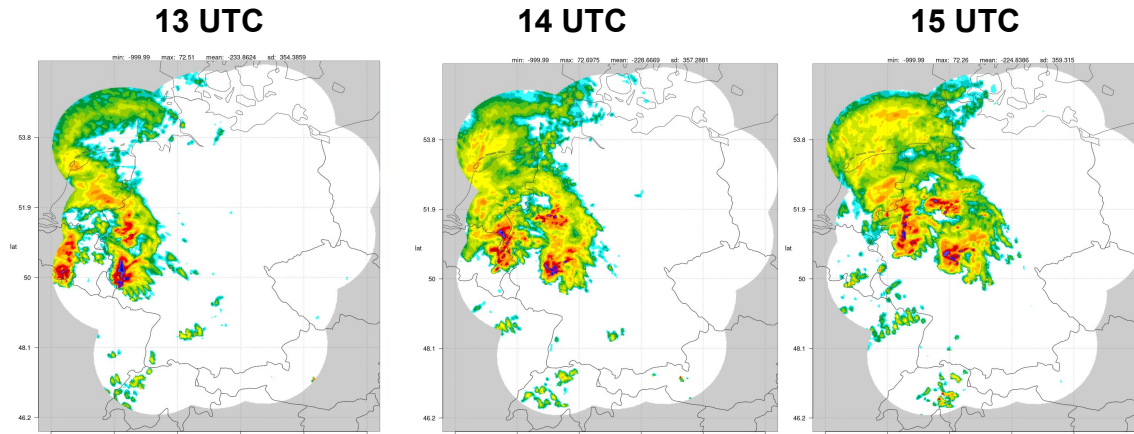 13 UTC
14 UTC
15 UTC
min: -999.99 max: 72.51 mean: -233.8624 sd: 354.3859
min: -999.99 max: 72.6975 mean: -228.6669 sd: 357.2881
min: -999.99 max: 72.26 mean: -224.8386 sd: 359.315
53.8
51.9
lat
50
48.1
46.2
53.8
51.9
lat
50
48.1
46.2
53.8
51.9
lat
50
48.1
46.2